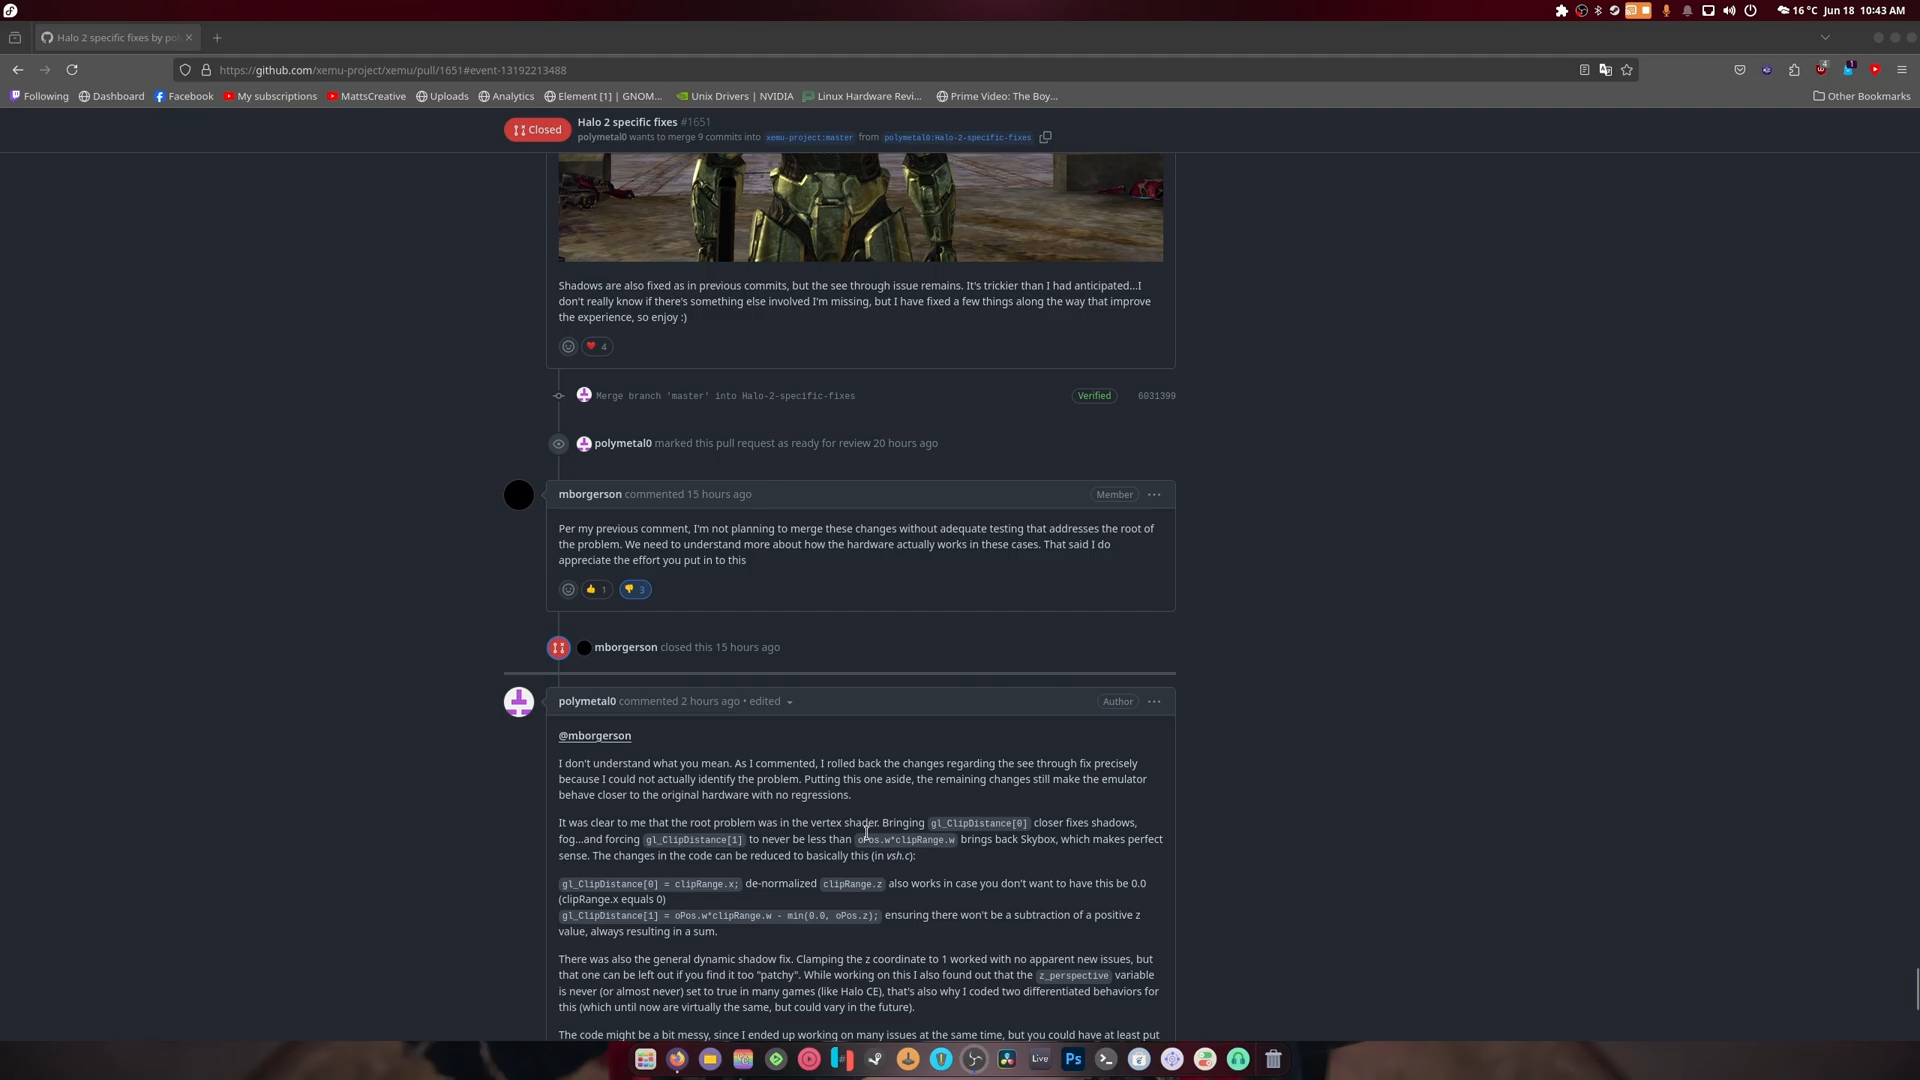 16 °C Jun 18 10:43 AM
Halo 2 specific fixes by po
https://github.com/xemu-project/xemu/pull/1651#event-13192213488
4
1
Following
Dashboard
Facebook
My subscriptions
MattsCreative
Uploads
Analytics
Element [1] | GNOM...
Unix Drivers | NVIDIA
Linux Hardware Revi...
Prime Video: The Boy...
Other Bookmarks
Closed
Halo 2 specific fixes #1651
polymetal0 wants to merge 9 commits into xemu-project:master from polymetal0:Halo-2-specific-fixes
Shadows are also fixed as in previous commits, but the see through issue remains. It's trickier than I had anticipated...I
don't really know if there's something else involved I'm missing, but I have fixed a few things along the way that improve
the experience, so enjoy :)
4
Merge branch 'master' into Halo-2-specific-fixes Verified 6031399
polymetal0 marked this pull request as ready for review 20 hours ago
mborgerson commented 15 hours ago Member
Per my previous comment, I'm not planning to merge these changes without adequate testing that addresses the root of
the problem. We need to understand more about how the hardware actually works in these cases. That said I do
appreciate the effort you put in to this
1 3
mborgerson closed this 15 hours ago
polymetal0 commented 2 hours ago • edited Author
@mborgerson
I don't understand what you mean. As I commented, I rolled back the changes regarding the see through fix precisely
because I could not actually identify the problem. Putting this one aside, the remaining changes still make the emulator
behave closer to the original hardware with no regressions.
It was clear to me that the root problem was in the vertex shader. Bringing gl_ClipDistance[0] closer fixes shadows,
fog...and forcing gl_ClipDistance[1] to never be less than oPos.w*clipRange.w brings back Skybox, which makes perfect
sense. The changes in the code can be reduced to basically this (in vsh.c):
gl_ClipDistance[0] = clipRange.x; de-normalized clipRange.z also works in case you don't want to have this be 0.0
(clipRange.x equals 0)
gl_ClipDistance[1] = oPos.w*clipRange.w - min(0.0, oPos.z); ensuring there won't be a subtraction of a positive z
value, always resulting in a sum.
There was also the general dynamic shadow fix. Clamping the z coordinate to 1 worked with no apparent new issues, but
that one can be left out if you find it too "patchy". While working on this I also found out that the z_perspective variable
is never (or almost never) set to true in many games (like Halo CE), that's also why I coded two differentiated behaviors for
this (which until now are virtually the same, but could vary in the future).
The code might be a bit messy, since I ended up working on many issues at the same time, but you could have at least put
Live
Ps